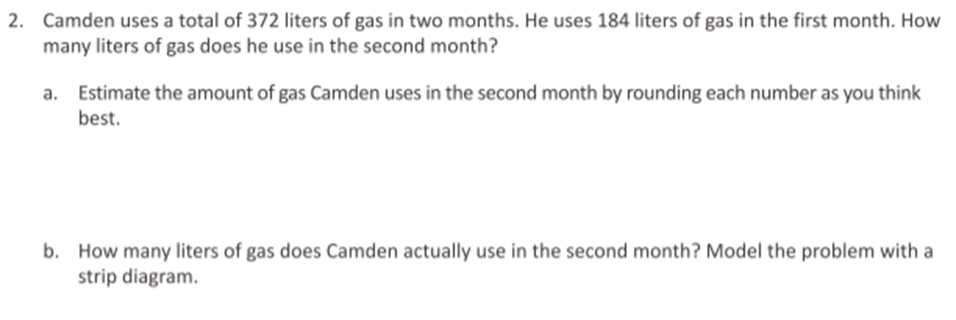 2. Camden uses a total of 372 liters of gas in two months. He uses 184 liters of gas in the first month. How
many liters of gas does he use in the second month?
a. Estimate the amount of gas Camden uses in the second month by rounding each number as you think
best.
b. How many liters of gas does Camden actually use in the second month? Model the problem with a
strip diagram.